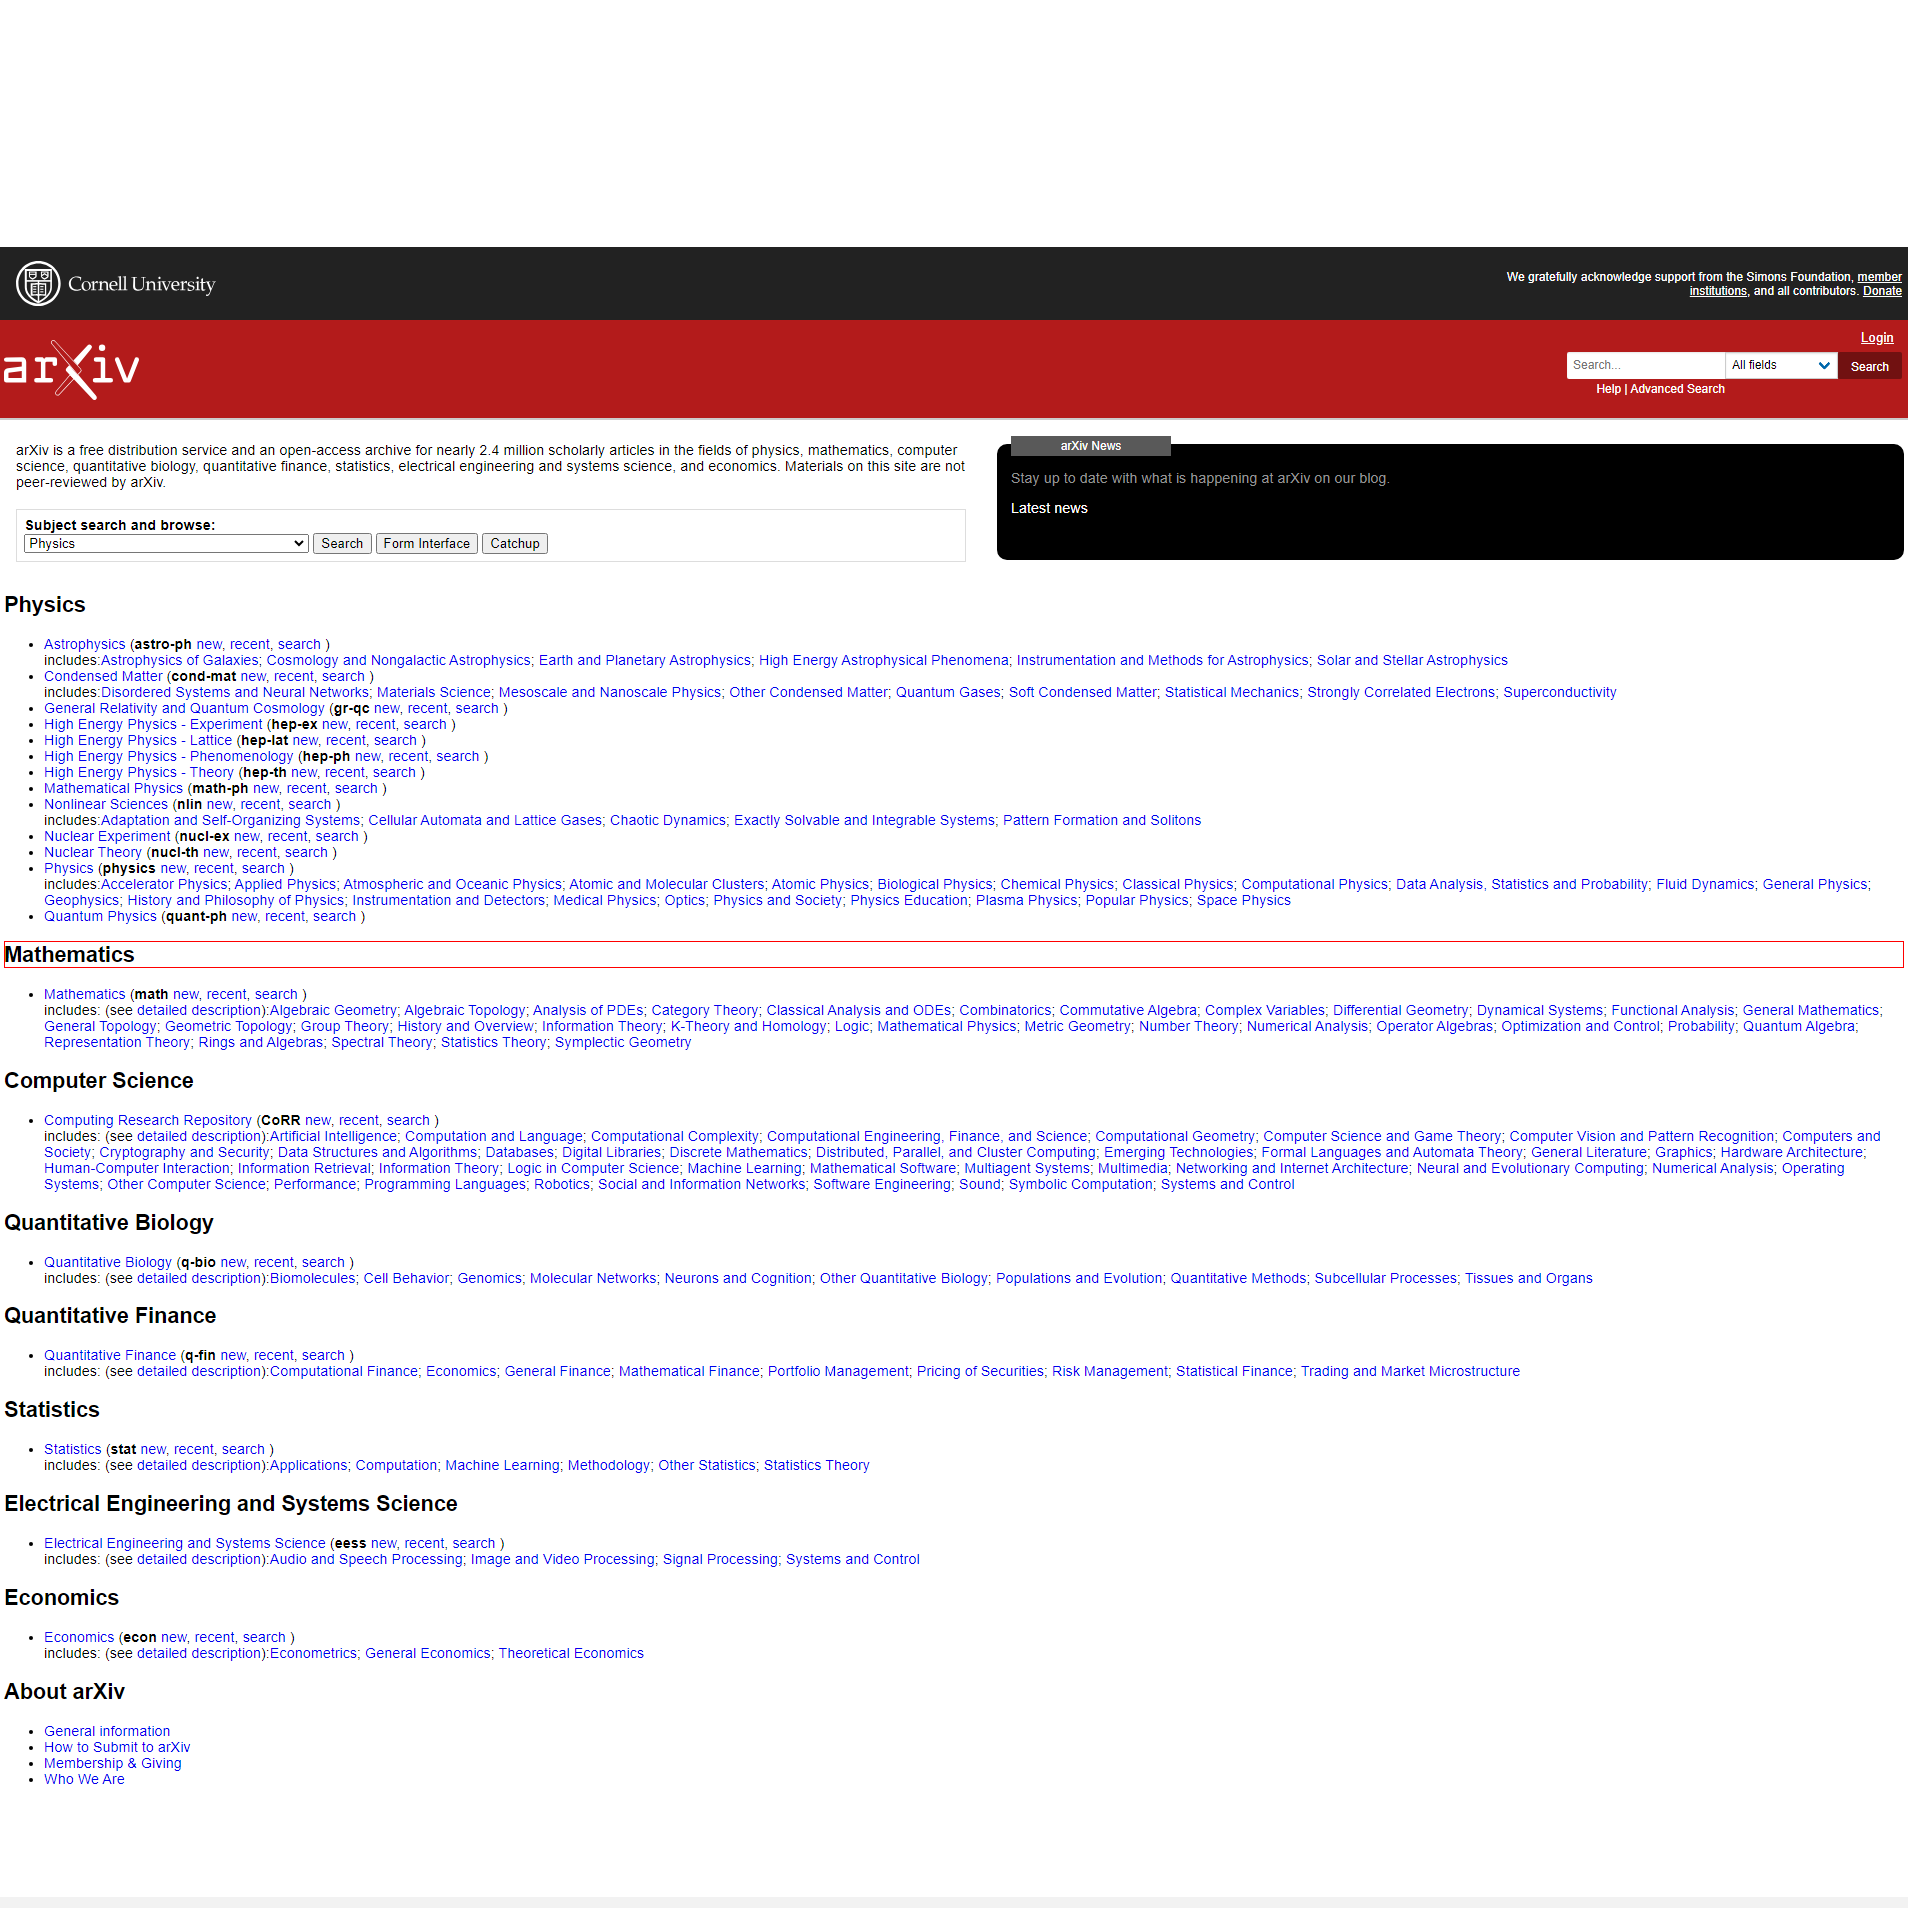 Cornell University
We gratefully acknowledge support from the Simons Foundation, member
institutions, and all contributors. Donate
arXiv
Login
Search...
All fields
Search
Help | Advanced Search
arXiv is a free distribution service and an open-access archive for nearly 2.4 million scholarly articles in the fields of physics, mathematics, computer
science, quantitative biology, quantitative finance, statistics, electrical engineering and systems science, and economics. Materials on this site are not
peer-reviewed by arXiv.
Subject search and browse:
Physics Search Form Interface Catchup
arXiv News
Stay up to date with what is happening at arXiv on our blog.
Latest news
Physics
Astrophysics (astro-ph new, recent, search )
includes:Astrophysics of Galaxies; Cosmology and Nongalactic Astrophysics; Earth and Planetary Astrophysics; High Energy Astrophysical Phenomena; Instrumentation and Methods for Astrophysics; Solar and Stellar Astrophysics
Condensed Matter (cond-mat new, recent, search )
includes:Disordered Systems and Neural Networks; Materials Science; Mesoscale and Nanoscale Physics; Other Condensed Matter; Quantum Gases; Soft Condensed Matter; Statistical Mechanics; Strongly Correlated Electrons; Superconductivity
General Relativity and Quantum Cosmology (gr-qc new, recent, search )
High Energy Physics - Experiment (hep-ex new, recent, search )
High Energy Physics - Lattice (hep-lat new, recent, search )
High Energy Physics - Phenomenology (hep-ph new, recent, search )
High Energy Physics - Theory (hep-th new, recent, search )
Mathematical Physics (math-ph new, recent, search )
Nonlinear Sciences (nlin new, recent, search )
includes:Adaptation and Self-Organizing Systems; Cellular Automata and Lattice Gases; Chaotic Dynamics; Exactly Solvable and Integrable Systems; Pattern Formation and Solitons
Nuclear Experiment (nucl-ex new, recent, search )
Nuclear Theory (nucl-th new, recent, search )
Physics (physics new, recent, search )
includes:Accelerator Physics; Applied Physics; Atmospheric and Oceanic Physics; Atomic and Molecular Clusters; Atomic Physics; Biological Physics; Chemical Physics; Classical Physics; Computational Physics; Data Analysis, Statistics and Probability; Fluid Dynamics; General Physics;
Geophysics; History and Philosophy of Physics; Instrumentation and Detectors; Medical Physics; Optics; Physics and Society; Physics Education; Plasma Physics; Popular Physics; Space Physics
Quantum Physics (quant-ph new, recent, search )
Mathematics
Mathematics (math new, recent, search )
includes: (see detailed description):Algebraic Geometry; Algebraic Topology; Analysis of PDEs; Category Theory; Classical Analysis and ODEs; Combinatorics; Commutative Algebra; Complex Variables; Differential Geometry; Dynamical Systems; Functional Analysis; General Mathematics;
General Topology; Geometric Topology; Group Theory; History and Overview; Information Theory; K-Theory and Homology; Logic; Mathematical Physics; Metric Geometry; Number Theory; Numerical Analysis; Operator Algebras; Optimization and Control; Probability; Quantum Algebra;
Representation Theory; Rings and Algebras; Spectral Theory; Statistics Theory; Symplectic Geometry
Computer Science
Computing Research Repository (CoRR new, recent, search )
includes: (see detailed description):Artificial Intelligence; Computation and Language; Computational Complexity; Computational Engineering, Finance, and Science; Computational Geometry; Computer Science and Game Theory; Computer Vision and Pattern Recognition; Computers and
Society; Cryptography and Security; Data Structures and Algorithms; Databases; Digital Libraries; Discrete Mathematics; Distributed, Parallel, and Cluster Computing; Emerging Technologies; Formal Languages and Automata Theory; General Literature; Graphics; Hardware Architecture;
Human-Computer Interaction; Information Retrieval; Information Theory; Logic in Computer Science; Machine Learning; Mathematical Software; Multiagent Systems; Multimedia; Networking and Internet Architecture; Neural and Evolutionary Computing; Numerical Analysis; Operating
Systems; Other Computer Science; Performance; Programming Languages; Robotics; Social and Information Networks; Software Engineering; Sound; Symbolic Computation; Systems and Control
Quantitative Biology
Quantitative Biology (q-bio new, recent, search )
includes: (see detailed description):Biomolecules; Cell Behavior; Genomics; Molecular Networks; Neurons and Cognition; Other Quantitative Biology; Populations and Evolution; Quantitative Methods; Subcellular Processes; Tissues and Organs
Quantitative Finance
Quantitative Finance (q-fin new, recent, search )
includes: (see detailed description):Computational Finance; Economics; General Finance; Mathematical Finance; Portfolio Management; Pricing of Securities; Risk Management; Statistical Finance; Trading and Market Microstructure
Statistics
Statistics (stat new, recent, search )
includes: (see detailed description):Applications; Computation; Machine Learning; Methodology; Other Statistics; Statistics Theory
Electrical Engineering and Systems Science
Electrical Engineering and Systems Science (eess new, recent, search )
includes: (see detailed description):Audio and Speech Processing; Image and Video Processing; Signal Processing; Systems and Control
Economics
Economics (econ new, recent, search )
includes: (see detailed description):Econometrics; General Economics; Theoretical Economics
About arXiv
General information
How to Submit to arXiv
Membership & Giving
Who We Are